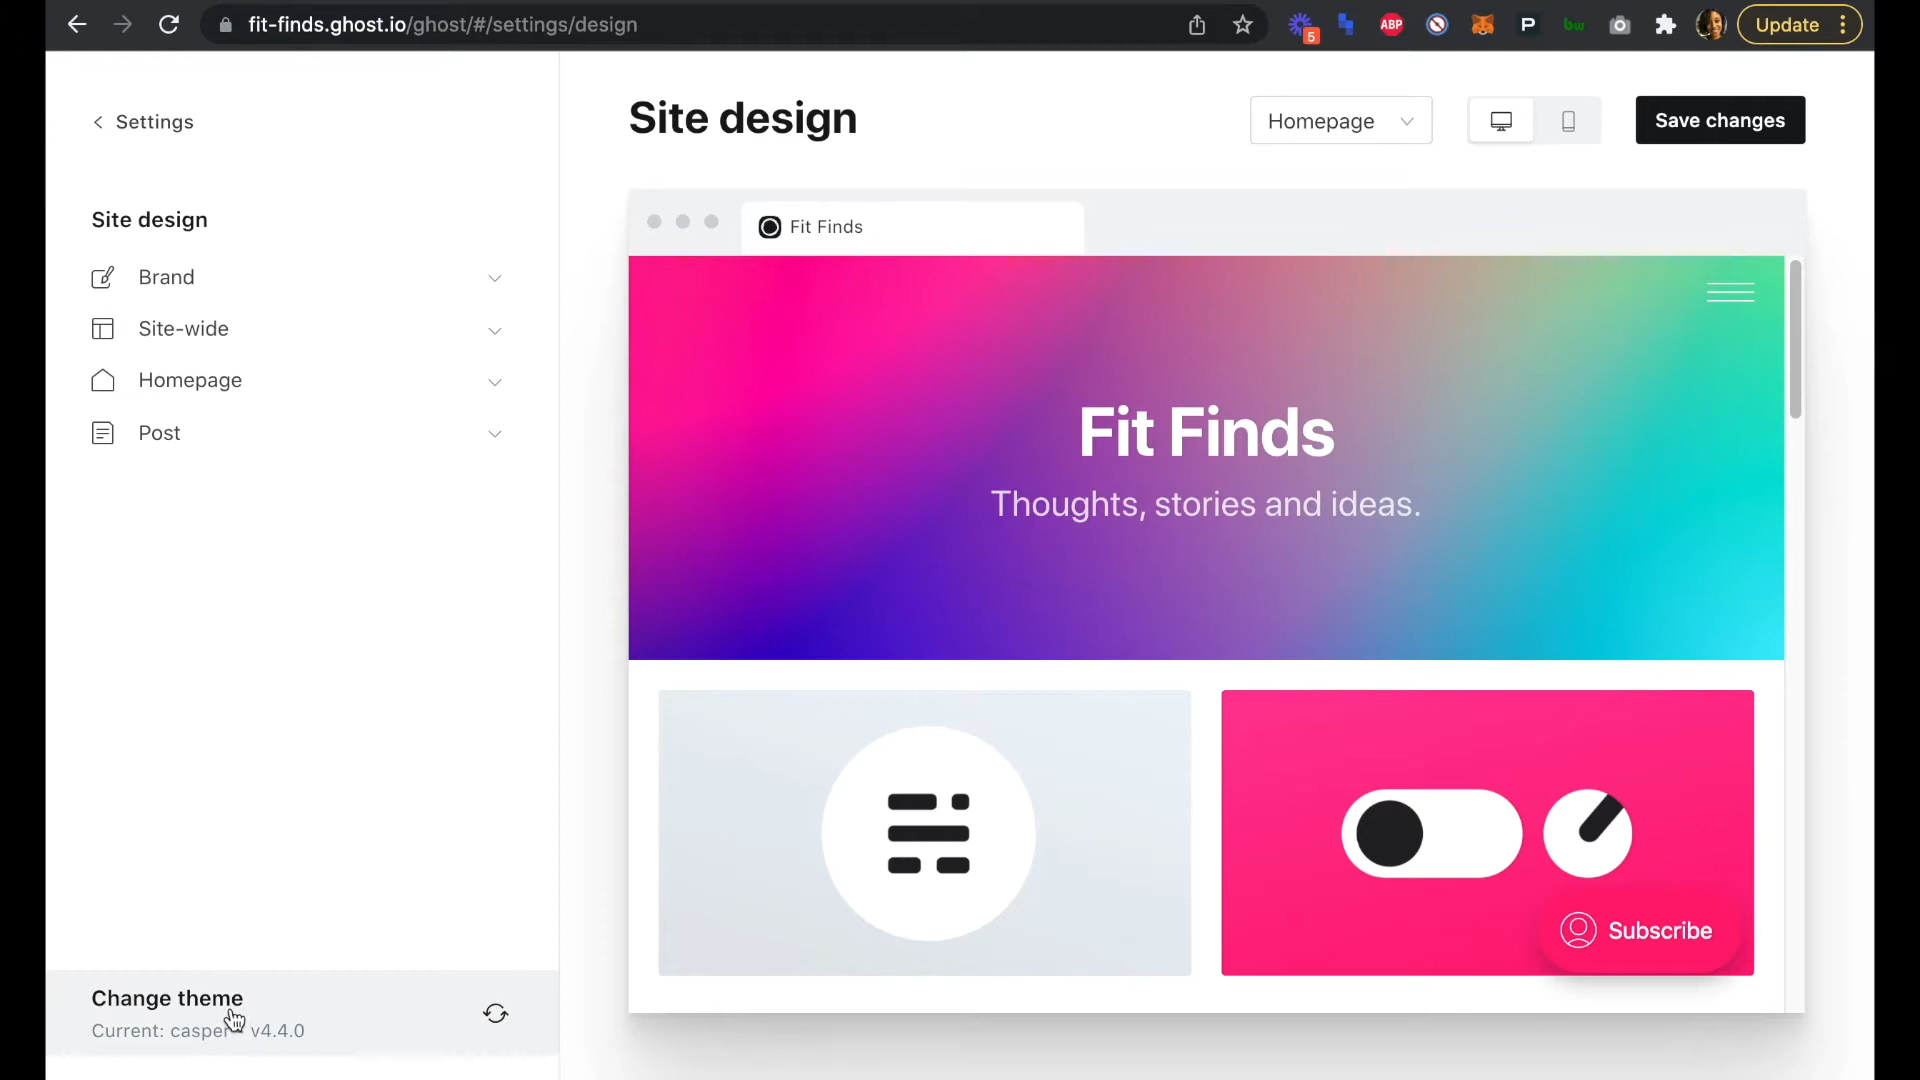 fit-finds.ghost.io/ghost/#/settings/design
5
ABP
P
bw
Update
Settings
Site design
Homepage
Save changes
Site design
Brand
Site-wide
Homepage
Post
Fit Finds
Fit Finds
Thoughts, stories and ideas.
Subscribe
Change theme
Current: casper v4.4.0